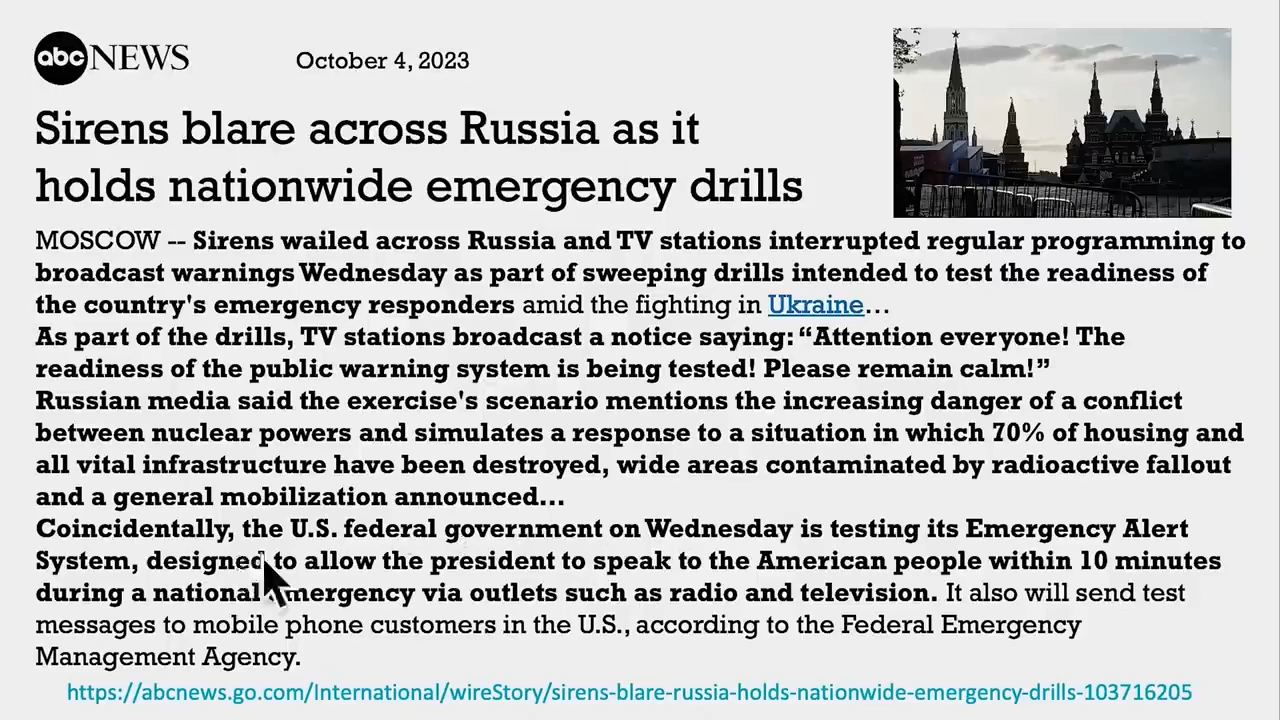 abc NEWS
October 4, 2023
Sirens blare across Russia as it
holds nationwide emergency drills
MOSCOW -- Sirens wailed across Russia and TV stations interrupted regular programming to
broadcast warnings Wednesday as part of sweeping drills intended to test the readiness of
the country's emergency responders amid the fighting in Ukraine…
As part of the drills, TV stations broadcast a notice saying: “Attention everyone! The
readiness of the public warning system is being tested! Please remain calm!”
Russian media said the exercise's scenario mentions the increasing danger of a conflict
between nuclear powers and simulates a response to a situation in which 70% of housing and
all vital infrastructure have been destroyed, wide areas contaminated by radioactive fallout
and a general mobilization announced…
Coincidentally, the U.S. federal government on Wednesday is testing its Emergency Alert
System, designed to allow the president to speak to the American people within 10 minutes
during a national emergency via outlets such as radio and television. It also will send test
messages to mobile phone customers in the U.S., according to the Federal Emergency
Management Agency.
https://abcnews.go.com/International/wireStory/sirens-blare-russia-holds-nationwide-emergency-drills-103716205